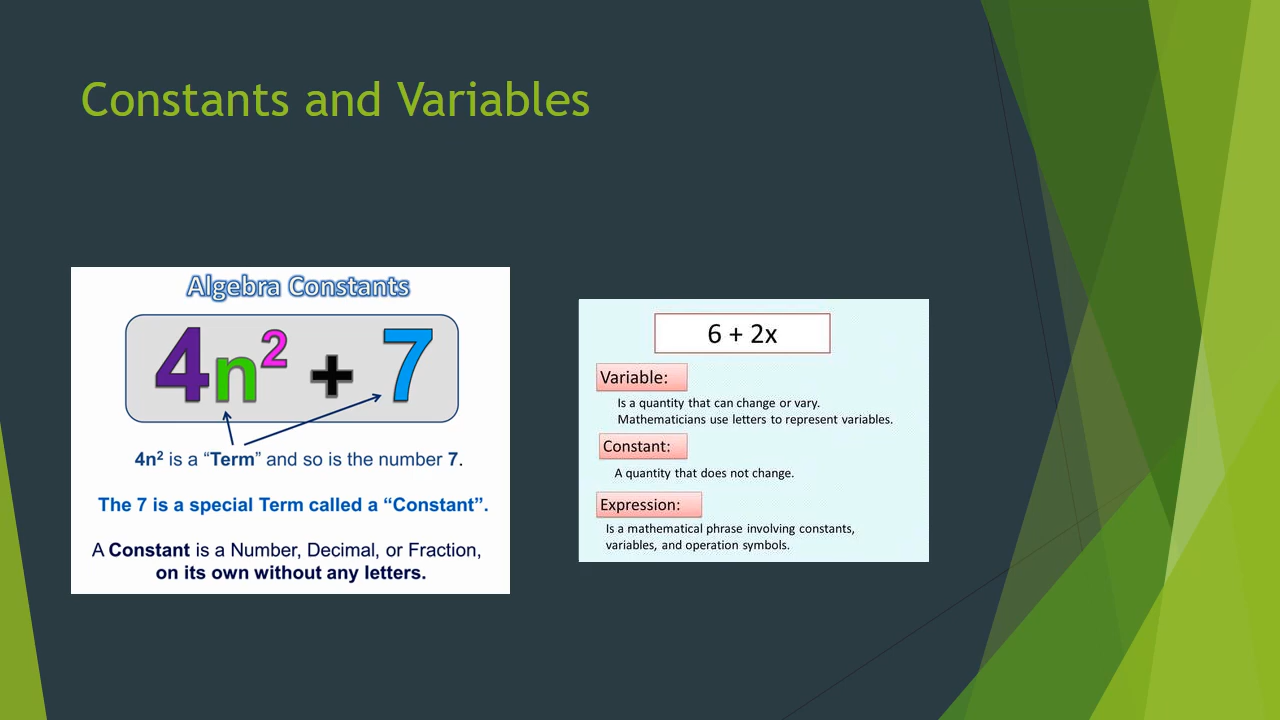 Constants and Variables
Algebra Constants
4n² + 7
4n² is a “Term” and so is the number 7.
The 7 is a special Term called a “Constant”.
A Constant is a Number, Decimal, or Fraction,
on its own without any letters.
6 + 2x
Variable:
Is a quantity that can change or vary.
Mathematicians use letters to represent variables.
Constant:
A quantity that does not change.
Expression:
Is a mathematical phrase involving constants,
variables, and operation symbols.